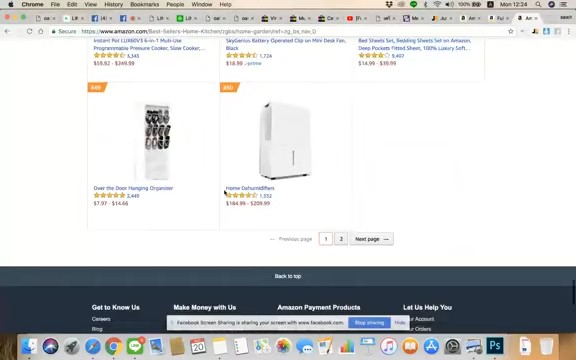 Chrome File Edit View History Bookmarks People Window Help
100%
Mon 12:24
https://www.amazon.com/Best-Sellers-Home-Kitchen/zgbs/home-garden/ref=zg_bs_nav_0
Instant Pot LUX60V3 6-in-1 Multi-Use
Programmable Pressure Cooker, Slow Cooker,...
3,343
$59.92 - $249.99
SkyGenius Battery Operated Clip on Mini Desk Fan,
Black
1,724
$18.99
Bed Sheets Set, Bedding Sheets Set on Amazon,
Deep Pockets Fitted Sheet, 100% Luxury Soft...
9,407
$14.99 - $39.99
#49
#50
Over the Door Hanging Organizer
2,449
$7.97 - $14.66
Home Dehumidifiers
1,552
$184.99 - $209.99
← Previous page
1
2
Next page →
Back to top
Get to Know Us
Make Money with Us
Amazon Payment Products
Let Us Help You
Careers
Blog
Facebook Screen Sharing is sharing your screen with www.facebook.com.
Stop sharing
Hide
Account
Orders
20
Ps